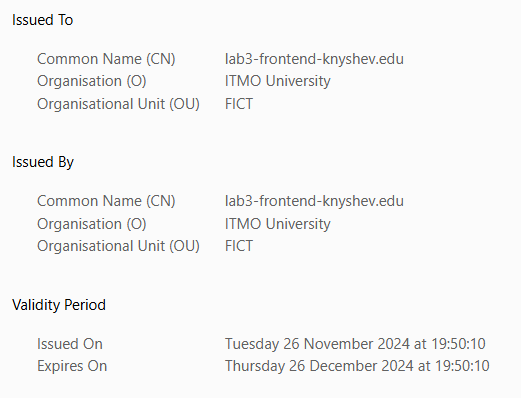 Issued To
Common Name (CN) lab3-frontend-knyshev.edu
Organisation (O) ITMO University
Organisational Unit (OU) FICT
Issued By
Common Name (CN) lab3-frontend-knyshev.edu
Organisation (O) ITMO University
Organisational Unit (OU) FICT
Validity Period
Issued On Tuesday 26 November 2024 at 19:50:10
Expires On Thursday 26 December 2024 at 19:50:10